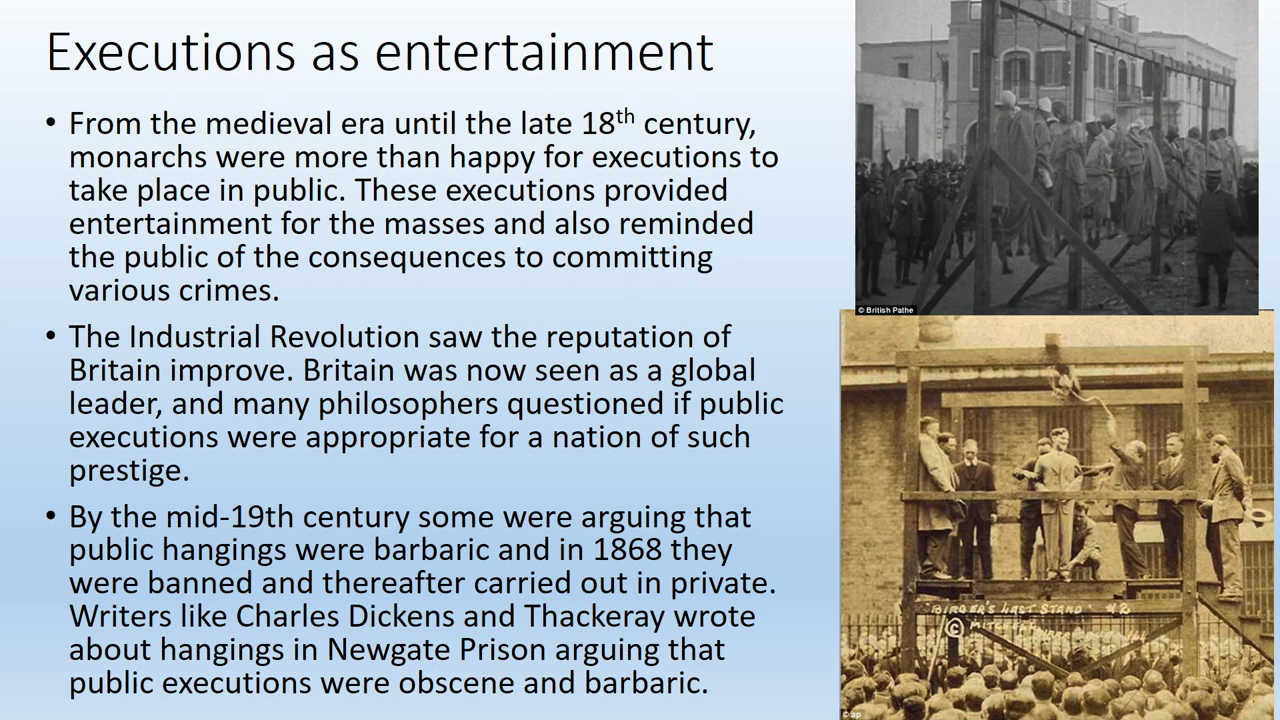 Executions as entertainment
• From the medieval era until the late 18th century,
monarchs were more than happy for executions to
take place in public. These executions provided
entertainment for the masses and also reminded
the public of the consequences to committing
various crimes.
• The Industrial Revolution saw the reputation of
Britain improve. Britain was now seen as a global
leader, and many philosophers questioned if public
executions were appropriate for a nation of such
prestige.
• By the mid-19th century some were arguing that
public hangings were barbaric and in 1868 they
were banned and thereafter carried out in private.
Writers like Charles Dickens and Thackeray wrote
about hangings in Newgate Prison arguing that
public executions were obscene and barbaric.
© British Pathe
BIRGER'S LAST STAND #2
©
© ap